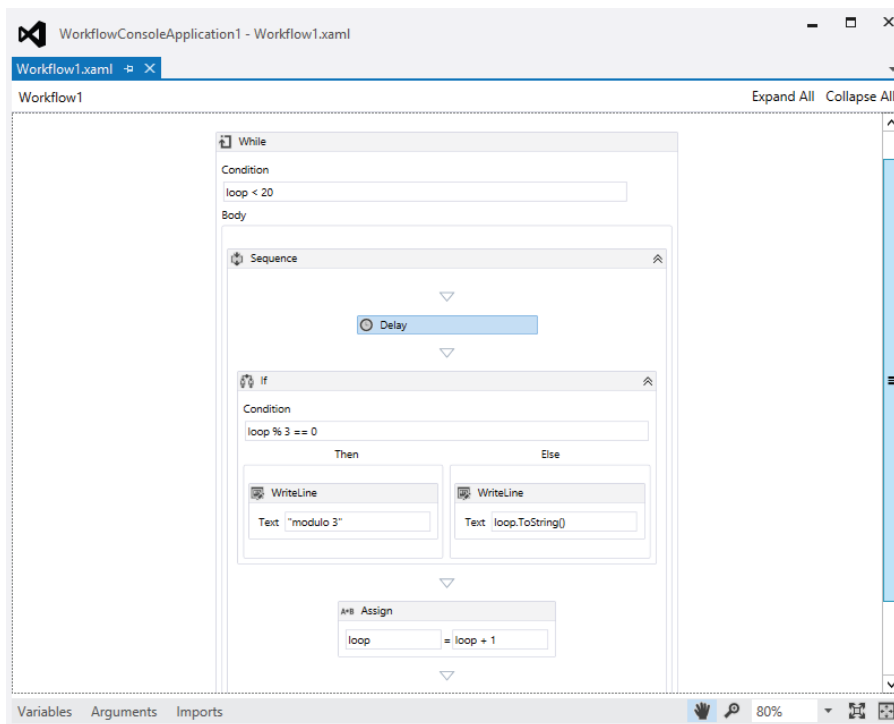 WorkflowConsoleApplication1 - Workflow1.xaml
Workflow1.xaml
Workflow1 Expand All Collapse All
While
Condition
loop < 20
Body
Sequence
Delay
If
Condition
loop % 3 == 0
Then Else
WriteLine WriteLine
Text "modulo 3" Text loop.ToString()
A+B Assign
loop = loop + 1
Variables Arguments Imports 80%